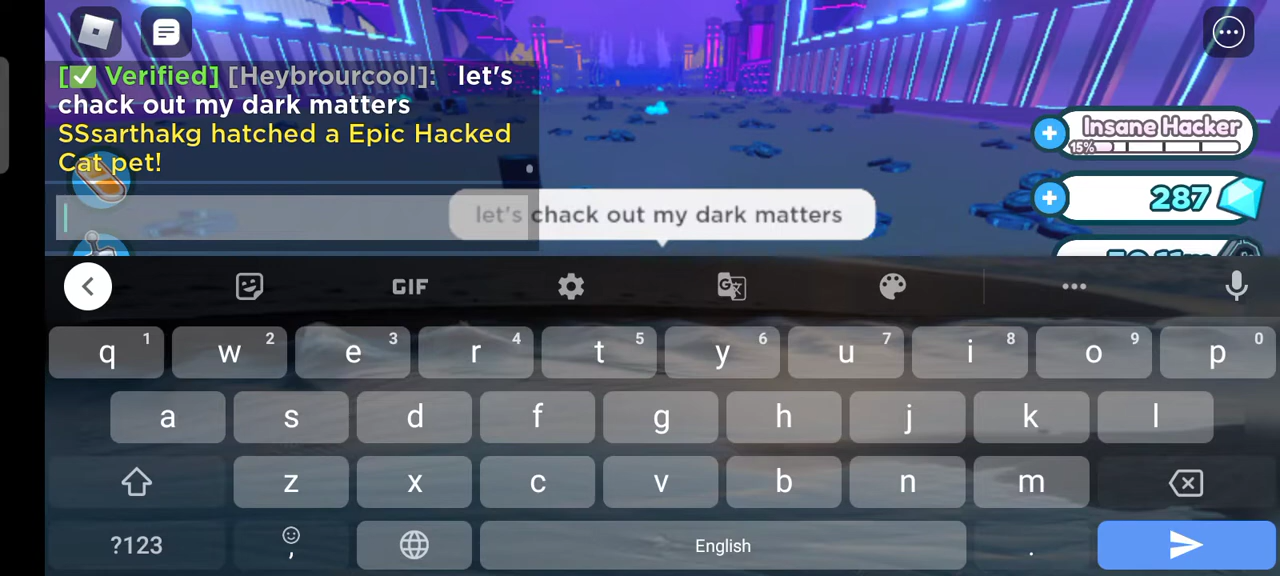 [✅ Verified] [Heybrourcool]: let's
chack out my dark matters
SSsarthakg hatched a Epic Hacked
Cat pet!
let's chack out my dark matters
Insane Hacker
15%
287
GIF
q 1 w 2 e 3 r 4 t 5 y 6 u 7 i 8 o 9 p 0
a s d f g h j k l
z x c v b n m
?123 , English .